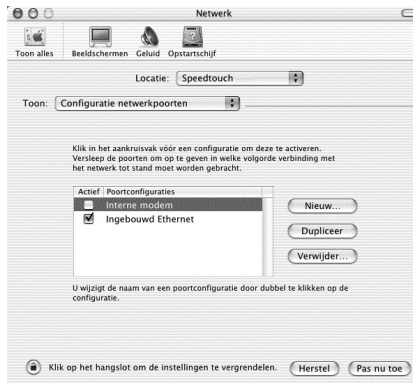 Netwerk
Toon alles Beeldschermen Geluid Opstartschijf
Locatie: Speedtouch
Toon: Configuratie netwerkpoorten
Klik in het aankruisvak vóór een configuratie om deze te activeren.
Versleep de poorten om op te geven in welke volgorde verbinding met
het netwerk tot stand moet worden gebracht.
Actief Poortconfiguraties
Interne modem
Ingebouwd Ethernet
Nieuw...
Dupliceer
Verwijder...
U wijzigt de naam van een poortconfiguratie door dubbel te klikken op de
configuratie.
Klik op het hangslot om de instellingen te vergrendelen. Herstel Pas nu toe